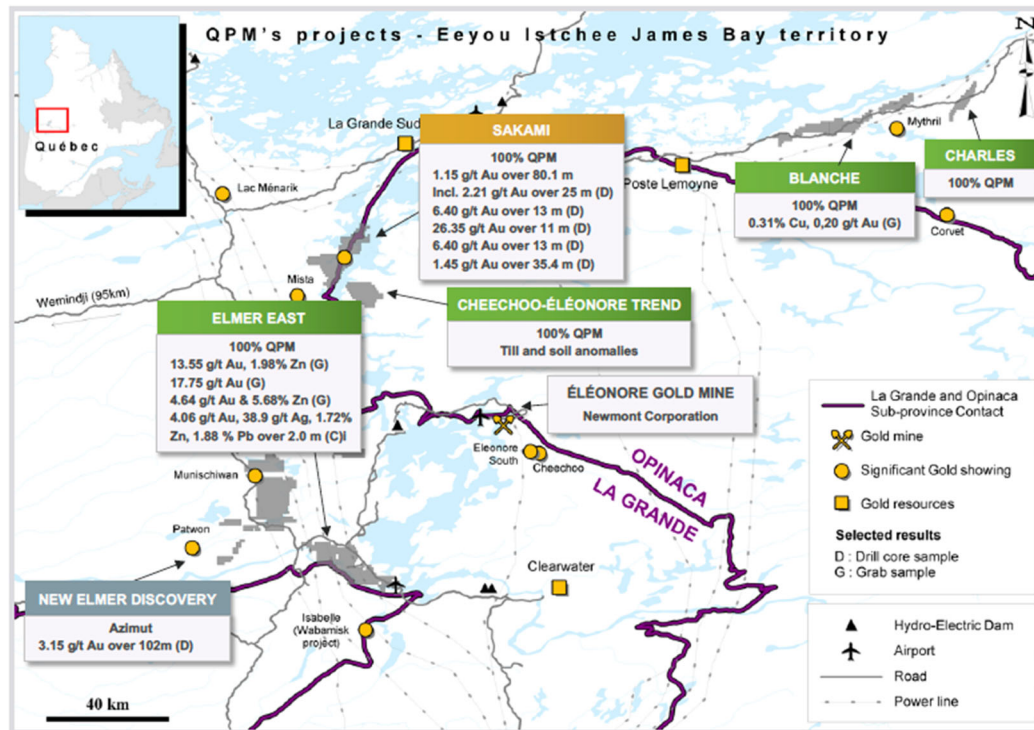 QPM's projects - Eeyou Istchee James Bay territory
Québec
La Grande Sud
Lac Ménarik
SAKAMI
100% QPM
1.15 g/t Au over 80.1 m
Incl. 2.21 g/t Au over 25 m (D)
6.40 g/t Au over 13 m (D)
26.35 g/t Au over 11 m (D)
6.40 g/t Au over 13 m (D)
1.45 g/t Au over 35.4 m (D)
Poste Lemoyne
Mythril
BLANCHE
100% QPM
0.31% Cu, 0,20 g/t Au (G)
CHARLES
100% QPM
Corvet
Mista
Wemindji (95km)
CHEECHOO-ÉLÉONORE TREND
100% QPM
Till and soil anomalies
ELMER EAST
100% QPM
13.55 g/t Au, 1.98% Zn (G)
17.75 g/t Au (G)
4.64 g/t Au & 5.68% Zn (G)
4.06 g/t Au, 38.9 g/t Ag, 1.72%
Zn, 1.88 % Pb over 2.0 m (C)i
ÉLÉONORE GOLD MINE
Newmont Corporation
Eleonore
South
Cheechoo
OPINACA
LA GRANDE
Munischiwan
Patwon
NEW ELMER DISCOVERY
Azimut
3.15 g/t Au over 102m (D)
Clearwater
Isabelle
(Wabamisk
project)
40 km
La Grande and Opinaca
Sub-province Contact
Gold mine
Significant Gold showing
Gold resources
Selected results
D : Drill core sample
G : Grab sample
Hydro-Electric Dam
Airport
Road
Power line